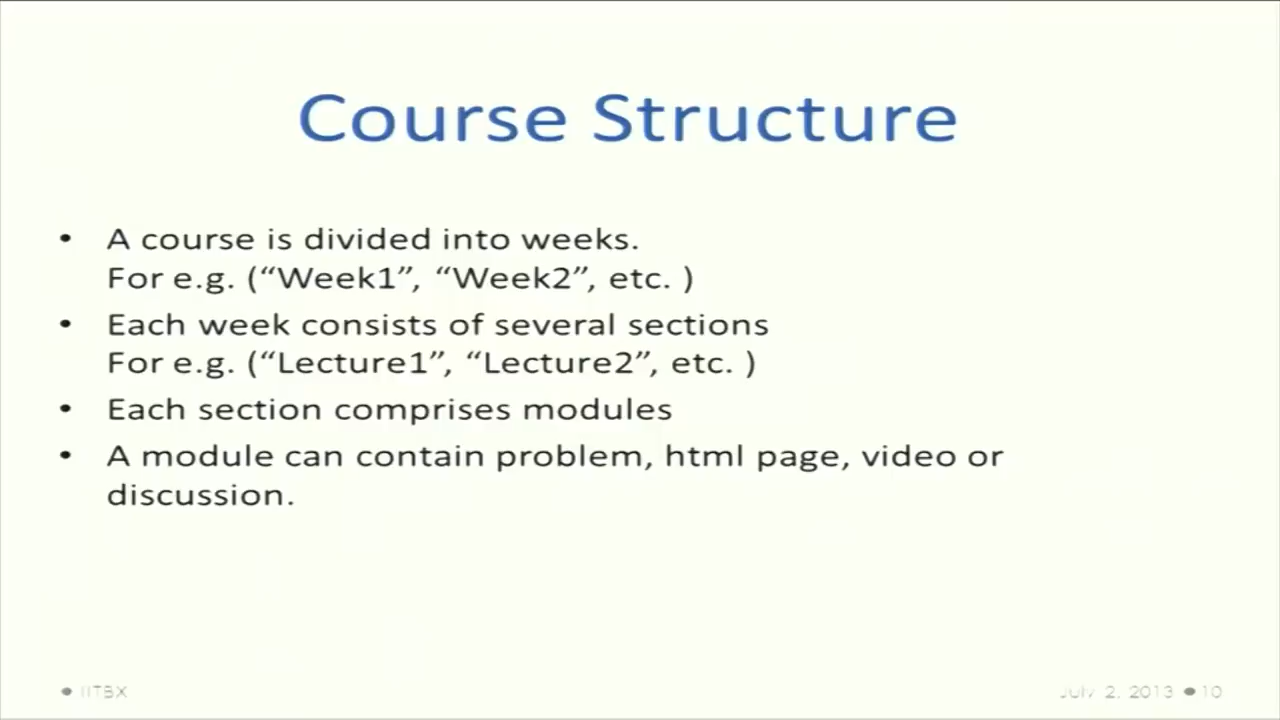 Course Structure
• A course is divided into weeks.
For e.g. (“Week1”, “Week2”, etc. )
• Each week consists of several sections
For e.g. (“Lecture1”, “Lecture2”, etc. )
• Each section comprises modules
• A module can contain problem, html page, video or
discussion.
• IITBX
July 2, 2013 • 10